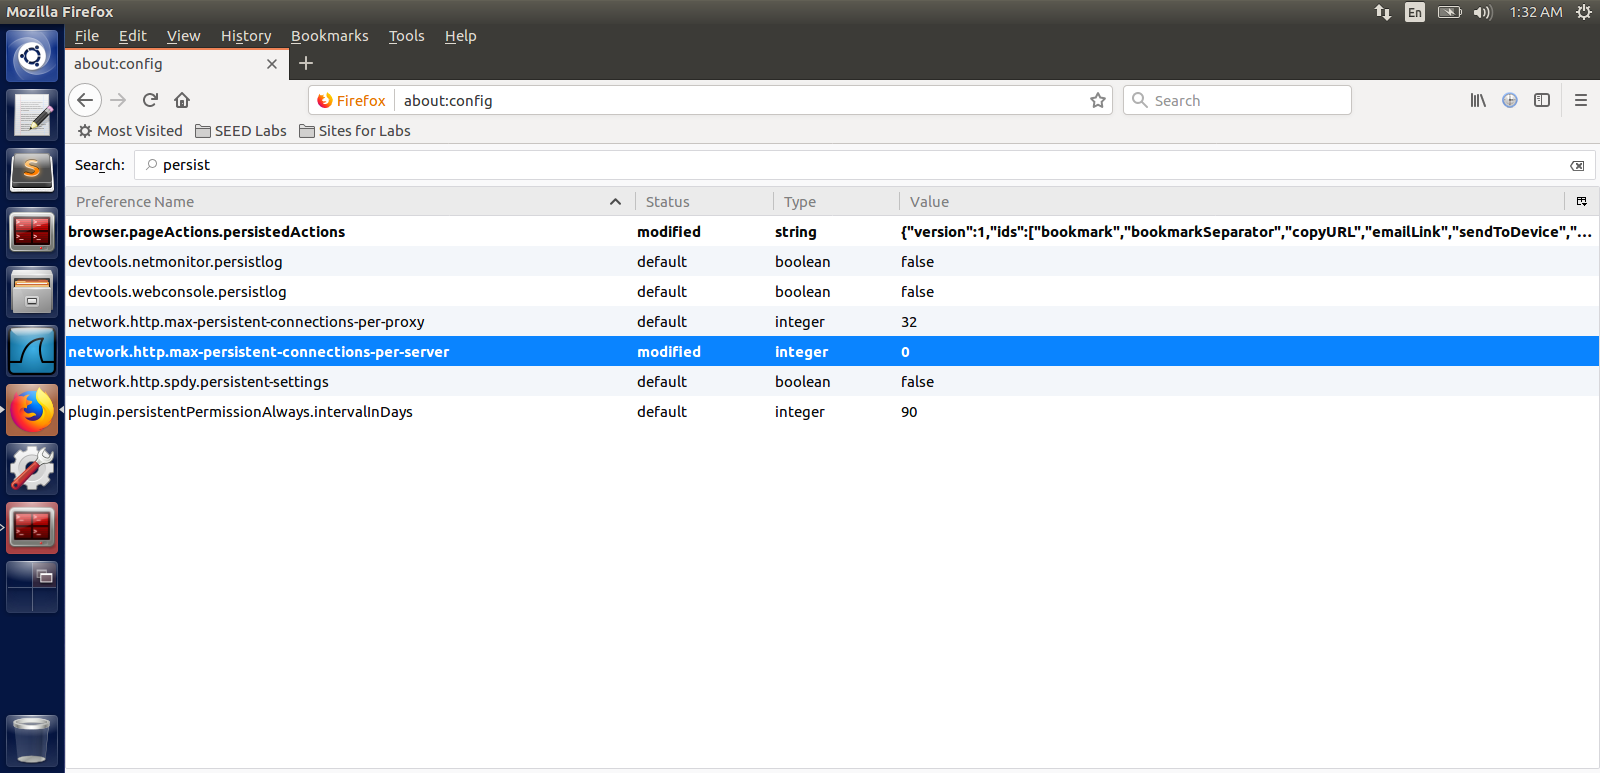 Mozilla Firefox En 1:32 AM
File Edit View History Bookmarks Tools Help
about:config
Firefox about:config Search
Most Visited SEED Labs Sites for Labs
Search: persist
Preference Name Status Type Value
browser.pageActions.persistedActions modified string {"version":1,"ids":["bookmark","bookmarkSeparator","copyURL","emailLink","sendToDevice","...
devtools.netmonitor.persistlog default boolean false
devtools.webconsole.persistlog default boolean false
network.http.max-persistent-connections-per-proxy default integer 32
network.http.max-persistent-connections-per-server modified integer 0
network.http.spdy.persistent-settings default boolean false
plugin.persistentPermissionAlways.intervalInDays default integer 90